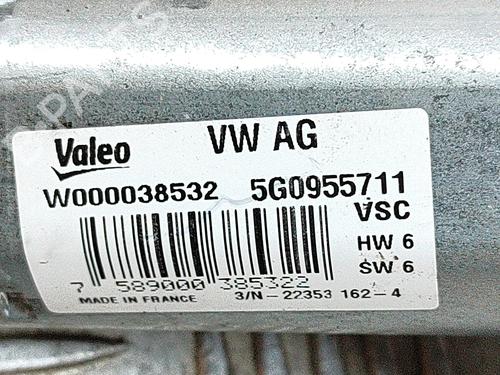 Valeo VW AG
W000038532 5G0955711
VSC
HW 6
SW 6
7 589000 385322
MADE IN FRANCE 3/N - 22353 162 - 4